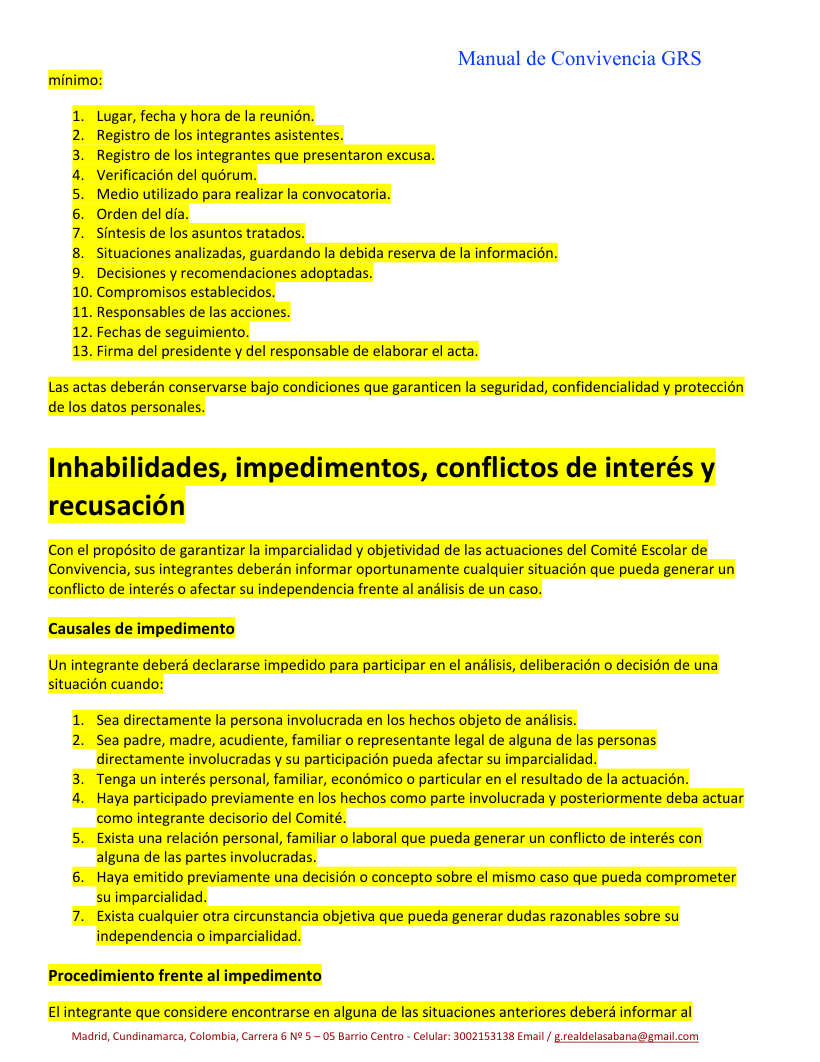 Manual de Convivencia GRS
mínimo:
1. Lugar, fecha y hora de la reunión.
2. Registro de los integrantes asistentes.
3. Registro de los integrantes que presentaron excusa.
4. Verificación del quórum.
5. Medio utilizado para realizar la convocatoria.
6. Orden del día.
7. Síntesis de los asuntos tratados.
8. Situaciones analizadas, guardando la debida reserva de la información.
9. Decisiones y recomendaciones adoptadas.
10. Compromisos establecidos.
11. Responsables de las acciones.
12. Fechas de seguimiento.
13. Firma del presidente y del responsable de elaborar el acta.
Las actas deberán conservarse bajo condiciones que garanticen la seguridad, confidencialidad y protección
de los datos personales.
Inhabilidades, impedimentos, conflictos de interés y
recusación
Con el propósito de garantizar la imparcialidad y objetividad de las actuaciones del Comité Escolar de
Convivencia, sus integrantes deberán informar oportunamente cualquier situación que pueda generar un
conflicto de interés o afectar su independencia frente al análisis de un caso.
Causales de impedimento
Un integrante deberá declararse impedido para participar en el análisis, deliberación o decisión de una
situación cuando:
1. Sea directamente la persona involucrada en los hechos objeto de análisis.
2. Sea padre, madre, acudiente, familiar o representante legal de alguna de las personas
directamente involucradas y su participación pueda afectar su imparcialidad.
3. Tenga un interés personal, familiar, económico o particular en el resultado de la actuación.
4. Haya participado previamente en los hechos como parte involucrada y posteriormente deba actuar
como integrante decisorio del Comité.
5. Exista una relación personal, familiar o laboral que pueda generar un conflicto de interés con
alguna de las partes involucradas.
6. Haya emitido previamente una decisión o concepto sobre el mismo caso que pueda comprometer
su imparcialidad.
7. Exista cualquier otra circunstancia objetiva que pueda generar dudas razonables sobre su
independencia o imparcialidad.
Procedimiento frente al impedimento
El integrante que considere encontrarse en alguna de las situaciones anteriores deberá informar al
Madrid, Cundinamarca, Colombia, Carrera 6 Nº 5 – 05 Barrio Centro - Celular: 3002153138 Email / g.realdelasabana@gmail.com